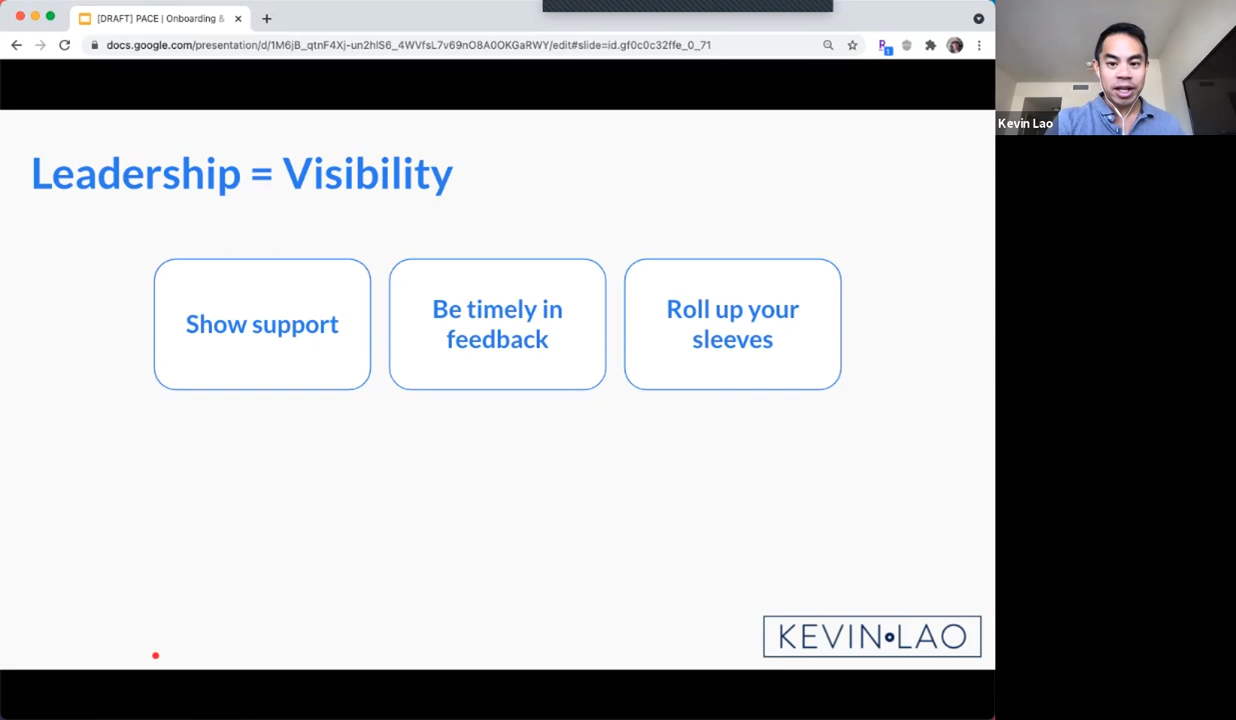 [DRAFT] PACE | Onboarding &
docs.google.com/presentation/d/1M6jB_qtnF4Xj-un2hlS6_4WVfsL7v69nO8A0OKGaRWY/edit#slide=id.gf0c0c32ffe_0_71
Kevin Lao
Leadership = Visibility
Show support
Be timely in
feedback
Roll up your
sleeves
KEVIN LAO